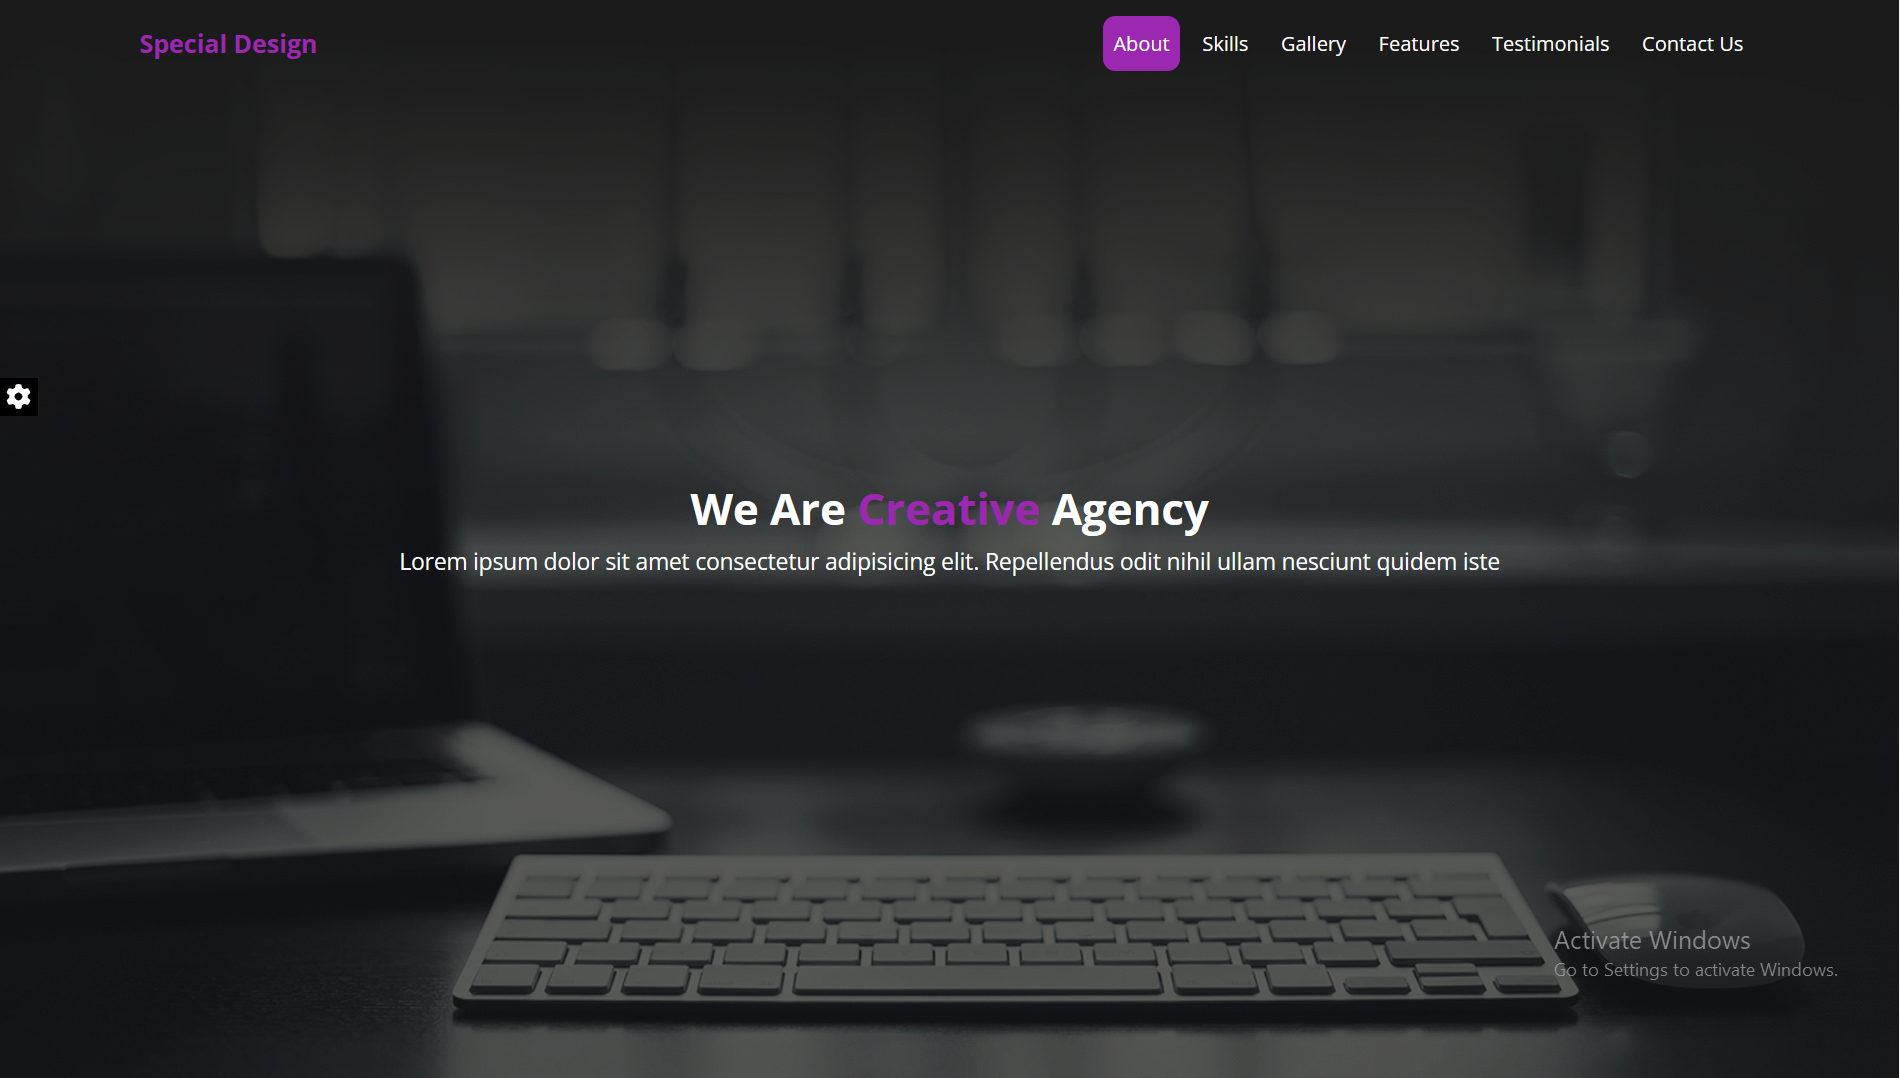 Special Design
About
Skills
Gallery
Features
Testimonials
Contact Us
We Are Creative Agency
Lorem ipsum dolor sit amet consectetur adipisicing elit. Repellendus odit nihil ullam nesciunt quidem iste
Activate Windows
Go to Settings to activate Windows.